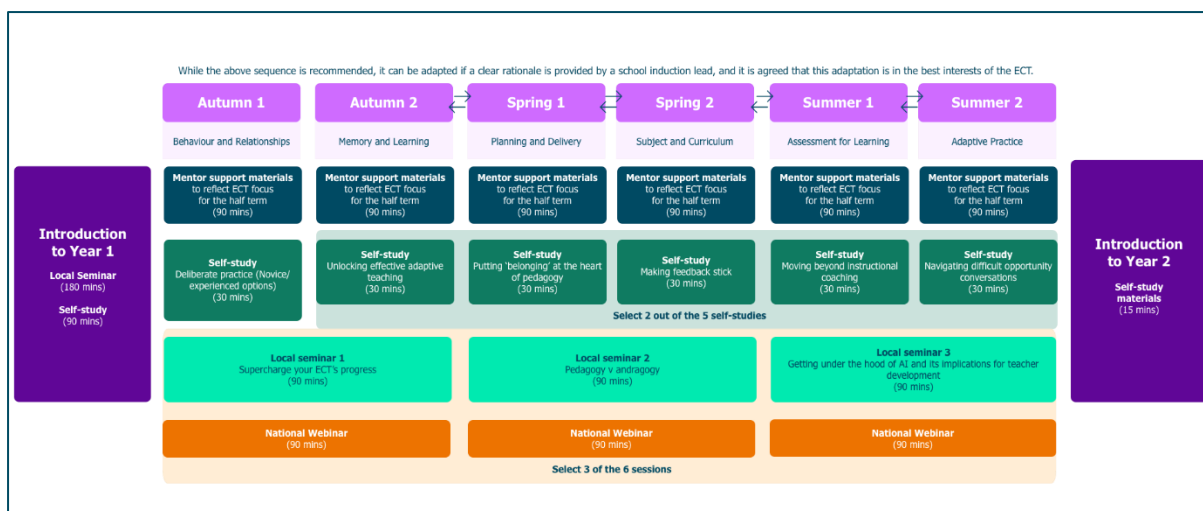 While the above sequence is recommended, it can be adapted if a clear rationale is provided by a school induction lead, and it is agreed that this adaptation is in the best interests of the ECT.
Autumn 1
Autumn 2
Spring 1
Spring 2
Summer 1
Summer 2
Behaviour and Relationships
Memory and Learning
Planning and Delivery
Subject and Curriculum
Assessment for Learning
Adaptive Practice
Introduction
to Year 1
Local Seminar
(180 mins)
Self-study
(90 mins)
Mentor support materials
to reflect ECT focus
for the half term
(90 mins)
Mentor support materials
to reflect ECT focus
for the half term
(90 mins)
Mentor support materials
to reflect ECT focus
for the half term
(90 mins)
Mentor support materials
to reflect ECT focus
for the half term
(90 mins)
Mentor support materials
to reflect ECT focus
for the half term
(90 mins)
Mentor support materials
to reflect ECT focus
for the half term
(90 mins)
Self-study
Deliberate practice (Novice/
experienced options)
(30 mins)
Self-study
Unlocking effective adaptive
teaching
(30 mins)
Self-study
Putting 'belonging' at the heart
of pedagogy
(30 mins)
Self-study
Making feedback stick
(30 mins)
Self-study
Moving beyond instructional
coaching
(30 mins)
Self-study
Navigating difficult opportunity
conversations
(30 mins)
Select 2 out of the 5 self-studies
Local seminar 1
Supercharge your ECT's progress
(90 mins)
Local seminar 2
Pedagogy v andragogy
(90 mins)
Local seminar 3
Getting under the hood of AI and its implications for teacher
development
(90 mins)
National Webinar
(90 mins)
National Webinar
(90 mins)
National Webinar
(90 mins)
Select 3 of the 6 sessions
Introduction
to Year 2
Self-study
materials
(15 mins)